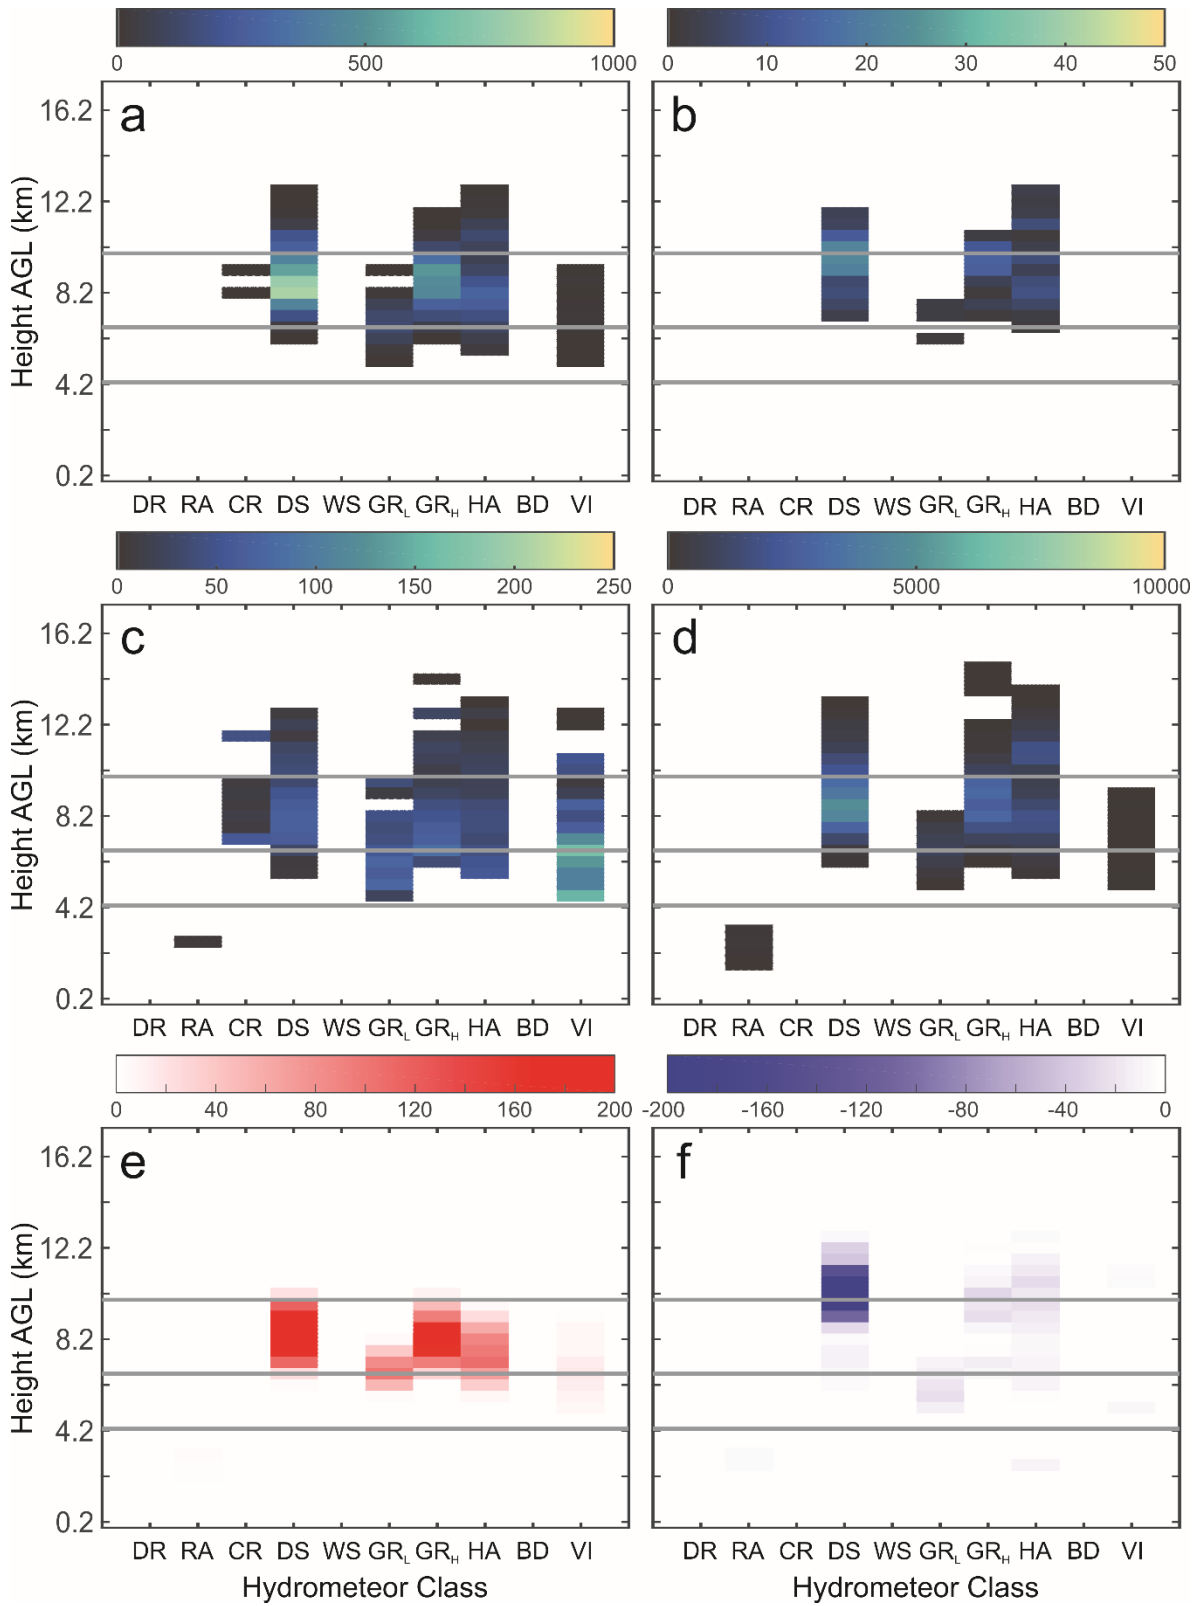 0 500 1000 0 10 20 30 40 50
a b
16.2
12.2
8.2
4.2
0.2
Height AGL (km)
DR RA CR DS WS GRL GRH HA BD VI DR RA CR DS WS GRL GRH HA BD VI
0 50 100 150 200 250 0 5000 10000
c d
16.2
12.2
8.2
4.2
0.2
Height AGL (km)
DR RA CR DS WS GRL GRH HA BD VI DR RA CR DS WS GRL GRH HA BD VI
0 40 80 120 160 200 -200 -160 -120 -80 -40 0
e f
16.2
12.2
8.2
4.2
0.2
Height AGL (km)
DR RA CR DS WS GRL GRH HA BD VI DR RA CR DS WS GRL GRH HA BD VI
Hydrometeor Class Hydrometeor Class